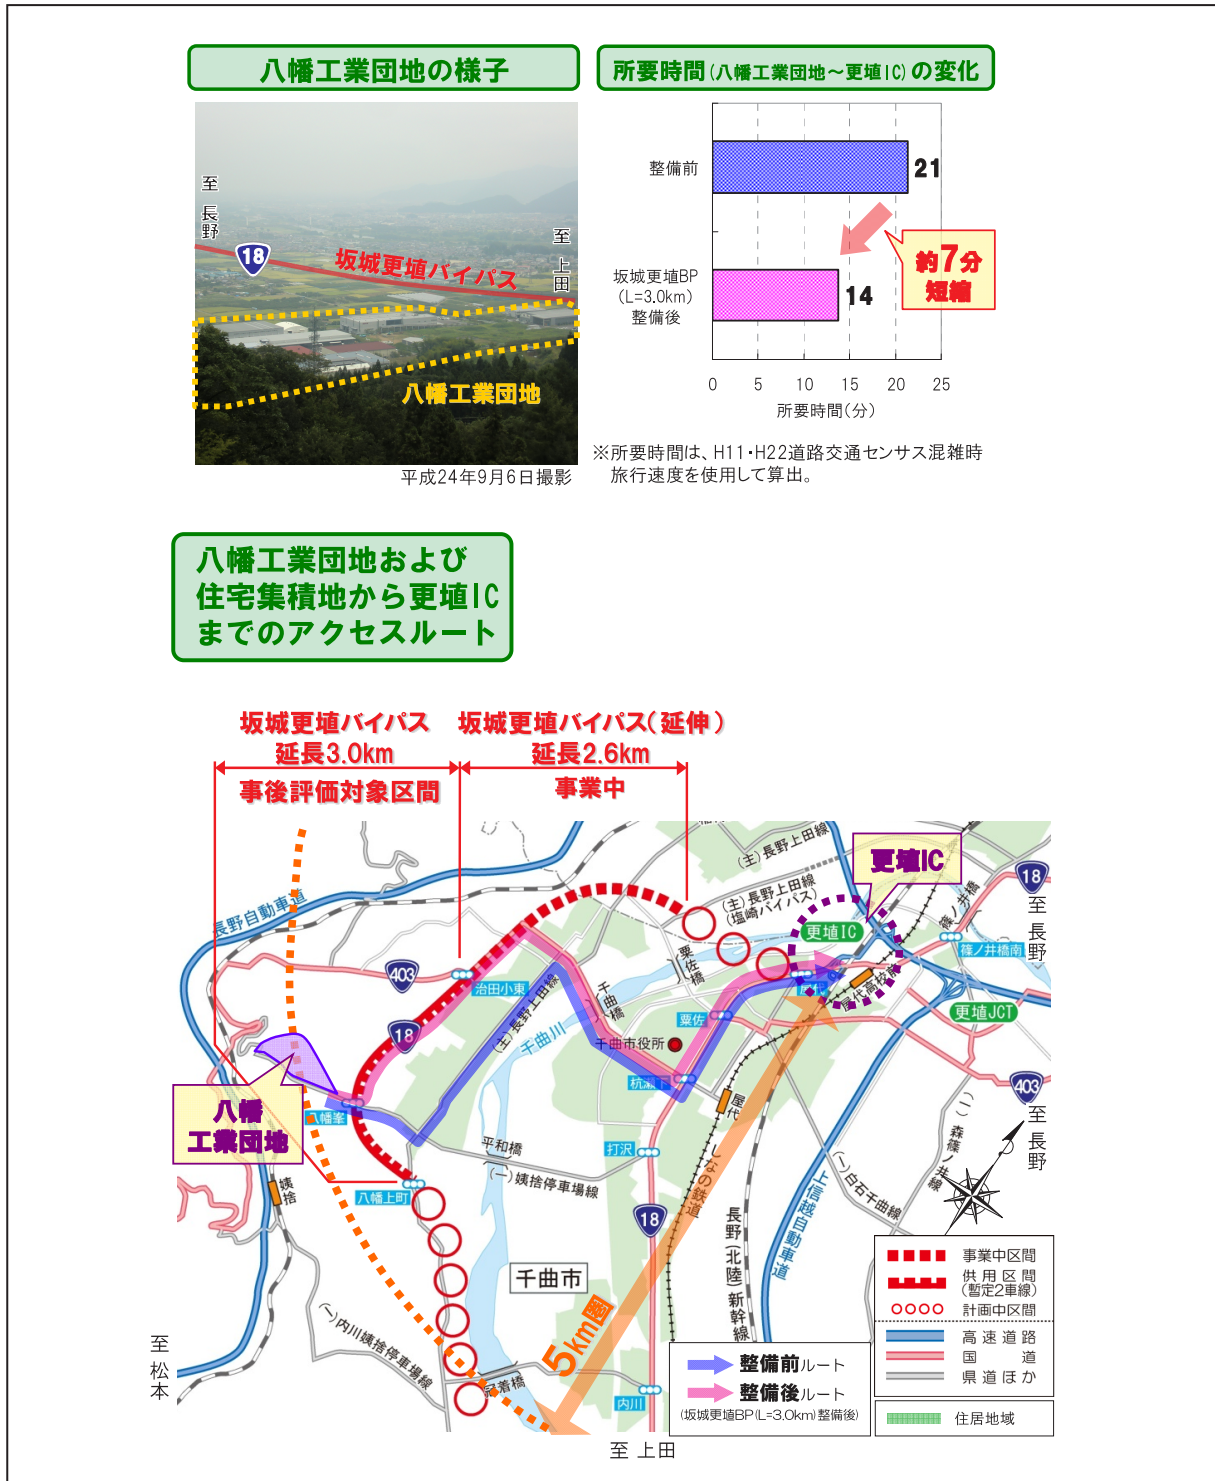 八幡工業団地の様子
所要時間(八幡工業団地～更埴IC)の変化
至 長野
18
坂城更埴バイパス
至 上田
八幡工業団地
平成24年9月6日撮影
整備前
21
約7分
短縮
坂城更埴BP
(L=3.0km)
整備後
14
0 5 10 15 20 25
所要時間(分)
※所要時間は、H11・H22道路交通センサス混雑時
旅行速度を使用して算出。
八幡工業団地および
住宅集積地から更埴IC
までのアクセスルート
坂城更埴バイパス
延長3.0km
事後評価対象区間
坂城更埴バイパス(延伸)
延長2.6km
事業中
(主)長野上田線
更埴IC
18
至 長野
長野自動車道
(主)長野上田線
(塩崎バイパス)
篠ノ井橋
更埴IC
篠ノ井橋南
403
治田小東
粟佐橋
屋代
屋代高校前
更埴JCT
千曲橋
(主)長野上田線
千曲川
18
粟佐
千曲市役所
403
至 長野
杭瀬下
屋代
八幡
工業団地
八幡峯
平和橋
打沢
(一)姨捨停車場線
しなの鉄道
(一)白石千曲線
(一)森篠ノ井線
姨捨
八幡上町
18
上信越自動車道
長野(北陸)新幹線
千曲市
5km圏
(一)内川姨捨停車場線
冠着橋
内川
至 松本
至 上田
整備前ルート
整備後ルート
(坂城更埴BP(L=3.0km)整備後)
事業中区間
供用区間
(暫定2車線)
計画中区間
高速道路
国道
県道ほか
住居地域